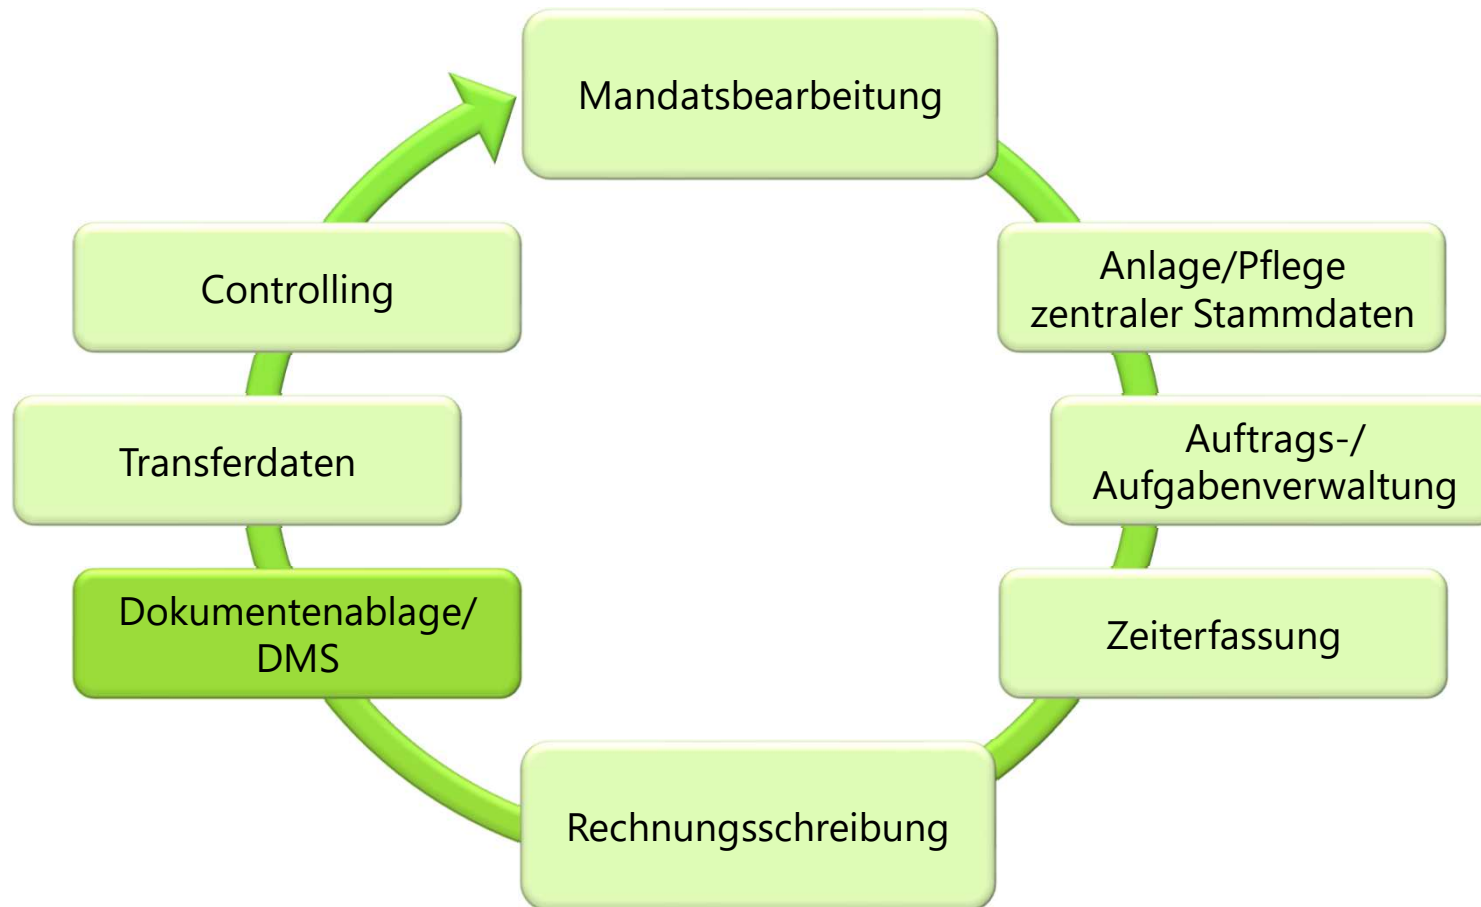 Mandatsbearbeitung
Anlage/Pflege
zentraler Stammdaten
Auftrags-/
Aufgabenverwaltung
Zeiterfassung
Rechnungsschreibung
Dokumentenablage/
DMS
Transferdaten
Controlling